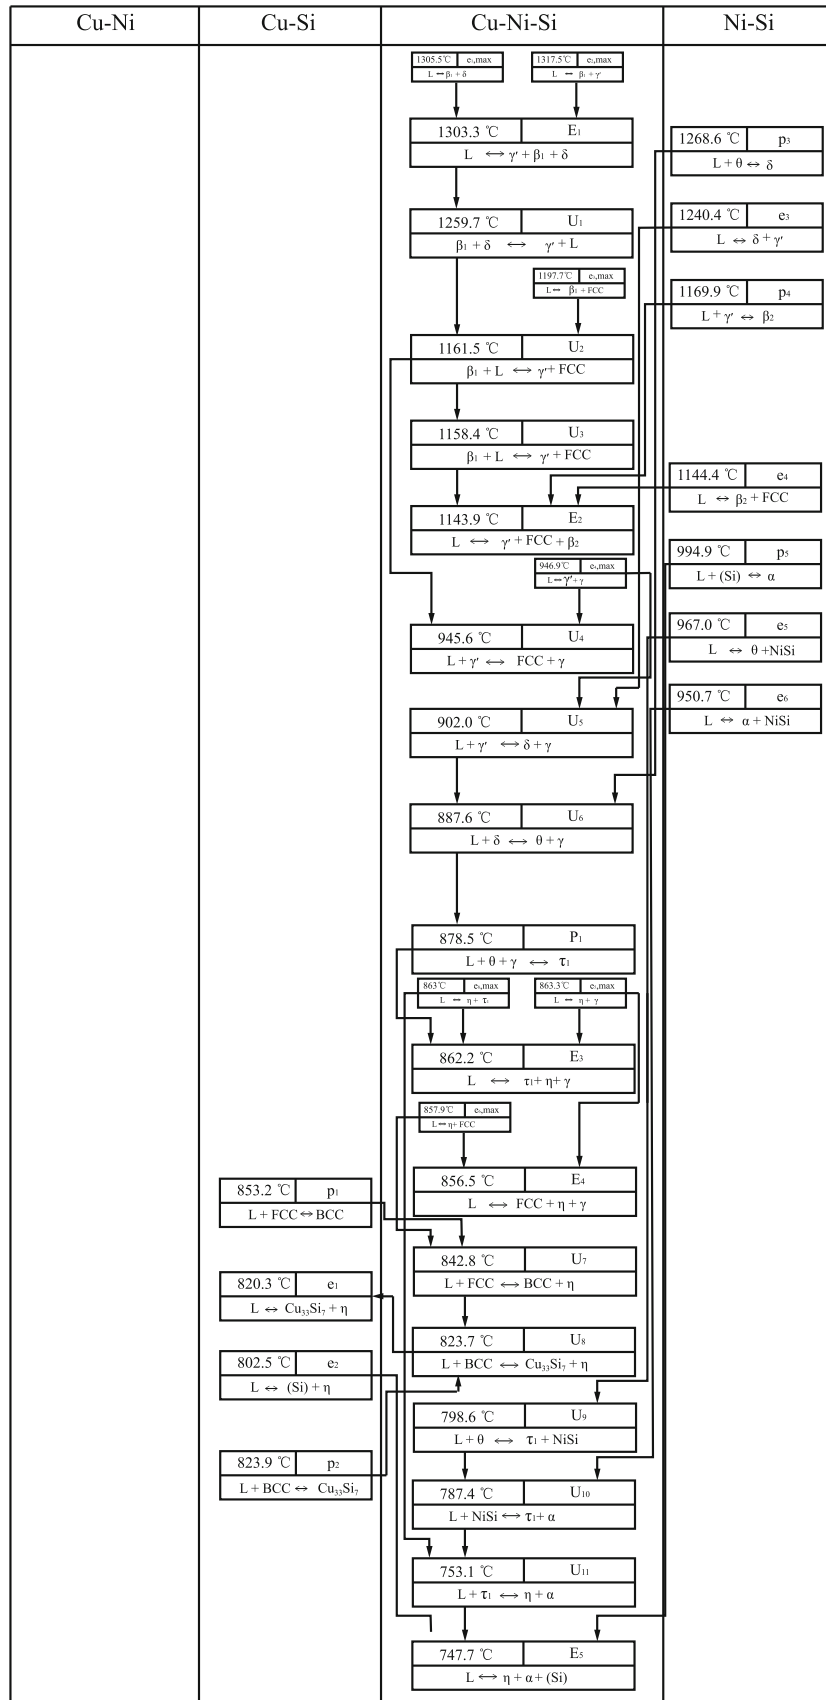 Cu-Ni Cu-Si Cu-Ni-Si Ni-Si
1305.5℃ e₅,max
L ↔ β₁ + δ
1317.5℃ e₂,max
L ↔ β₁ + γ′
1303.3 ℃ E₁
L ↔ γ′ + β₁ + δ
1268.6 ℃ p₃
L + θ ↔ δ
1259.7 ℃ U₁
β₁ + δ ↔ γ′ + L
1240.4 ℃ e₃
L ↔ δ + γ′
1197.7℃ e₃,max
L ↔ β₁ + FCC
1169.9 ℃ p₄
L + γ′ ↔ β₂
1161.5 ℃ U₂
β₁ + L ↔ γ′ + FCC
1158.4 ℃ U₃
β₁ + L ↔ γ′ + FCC
1144.4 ℃ e₄
L ↔ β₂ + FCC
1143.9 ℃ E₂
L ↔ γ′ + FCC + β₂
994.9 ℃ p₅
L + (Si) ↔ α
946.9℃ e₄,max
L ↔ γ′ + γ
967.0 ℃ e₅
L ↔ θ +NiSi
945.6 ℃ U₄
L + γ′ ↔ FCC + γ
950.7 ℃ e₆
L ↔ α + NiSi
902.0 ℃ U₅
L + γ′ ↔ δ + γ
887.6 ℃ U₆
L + δ ↔ θ + γ
878.5 ℃ P₁
L + θ + γ ↔ τ₁
863℃ max
L ↔ η + τ₁
863.3℃ max
L ↔ η + γ
862.2 ℃ E₃
L ↔ τ₁ + η + γ
857.9℃ max
L ↔ η + FCC
856.5 ℃ E₄
L ↔ FCC + η + γ
853.2 ℃ p₁
L + FCC ↔ BCC
842.8 ℃ U₇
L + FCC ↔ BCC + η
820.3 ℃ e₁
L ↔ Cu₃₃Si₇ + η
823.7 ℃ U₈
L + BCC ↔ Cu₃₃Si₇ + η
802.5 ℃ e₂
L ↔ (Si) + η
798.6 ℃ U₉
L + θ ↔ τ₁ + NiSi
823.9 ℃ p₂
L + BCC ↔ Cu₃₃Si₇
787.4 ℃ U₁₀
L + NiSi ↔ τ₁ + α
753.1 ℃ U₁₁
L + τ₁ ↔ η + α
747.7 ℃ E₅
L ↔ η + α + (Si)